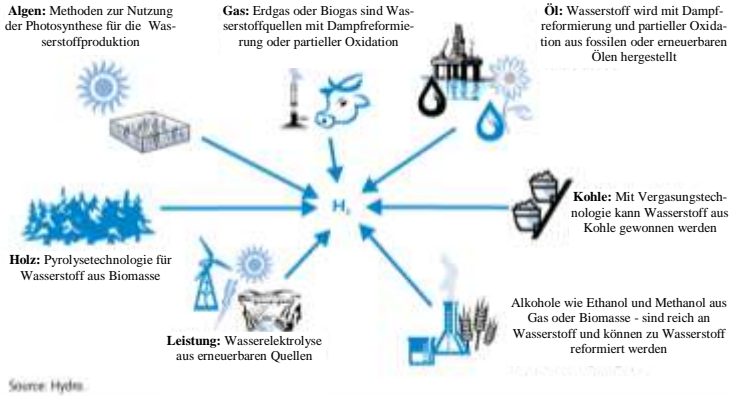 Algen: Methoden zur Nutzung
der Photosynthese für die Was-
serstoffproduktion
Gas: Erdgas oder Biogas sind Was-
serstoffquellen mit Dampfreformie-
rung oder partieller Oxidation
Öl: Wasserstoff wird mit Dampf-
reformierung und partieller Oxida-
tion aus fossilen oder erneuerbaren
Ölen hergestellt
H₂
Kohle: Mit Vergasungstech-
nologie kann Wasserstoff aus
Kohle gewonnen werden
Holz: Pyrolysetechnologie für
Wasserstoff aus Biomasse
Leistung: Wasserelektrolyse
aus erneuerbaren Quellen
Alkohole wie Ethanol und Methanol aus
Gas oder Biomasse - sind reich an
Wasserstoff und können zu Wasserstoff
reformiert werden
Source: Hydro.